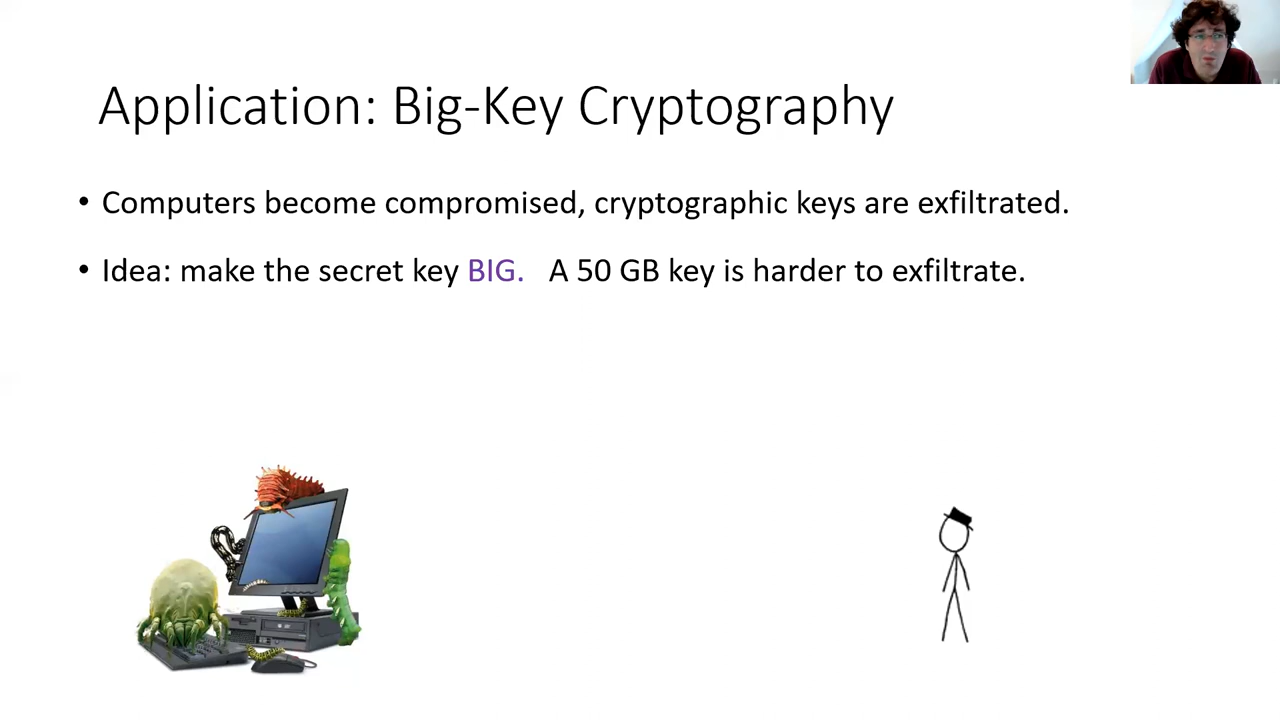 Application: Big-Key Cryptography
• Computers become compromised, cryptographic keys are exfiltrated.
• Idea: make the secret key BIG. A 50 GB key is harder to exfiltrate.